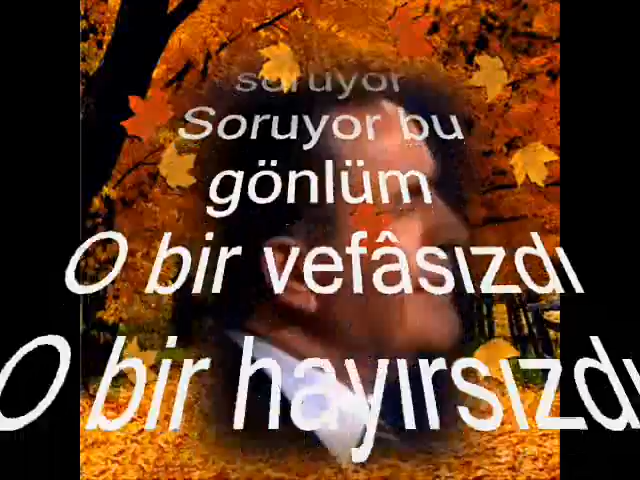 soruyor
Soruyor bu
gönlüm
O bir vefâsızdı
O bir hayırsızdı